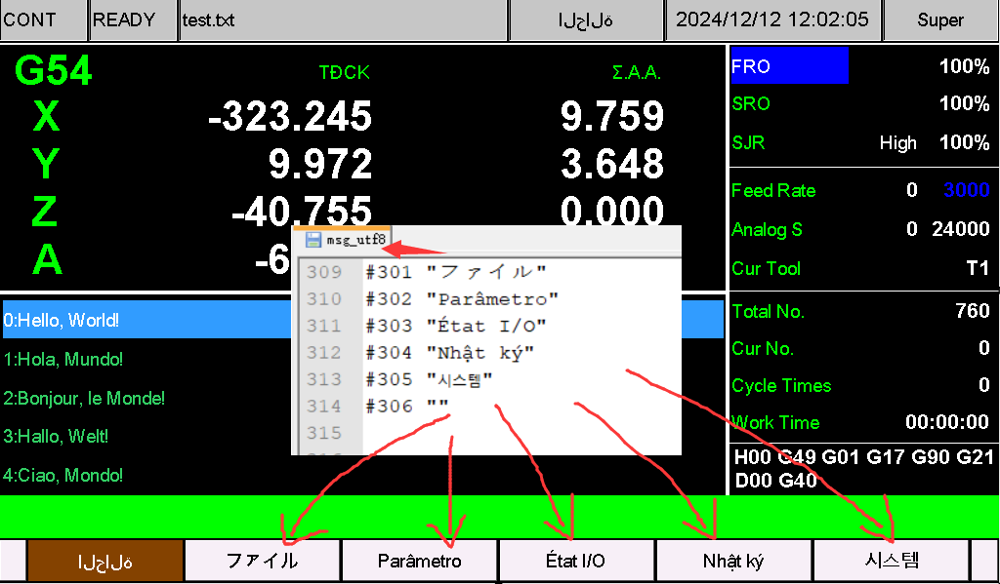 CONT READY test.txt الحالة 2024/12/12 12:02:05 Super
G54 TĐCK Σ.A.A.
X -323.245 9.759
Y 9.972 3.648
Z -40.755 0.000
A -6
FRO 100%
SRO 100%
SJR High 100%
Feed Rate 0 3000
Analog S 0 24000
Cur Tool T1
Total No. 760
Cur No. 0
Cycle Times 0
Work Time 00:00:00
H00 G49 G01 G17 G90 G21
D00 G40
0:Hello, World!
1:Hola, Mundo!
2:Bonjour, le Monde!
3:Hallo, Welt!
4:Ciao, Mondo!
msg_utf8
309 #301 "ファイル"
310 #302 "Parâmetro"
311 #303 "État I/O"
312 #304 "Nhật ký"
313 #305 "시스템"
314 #306 ""
315
الحالة ファイル Parâmetro État I/O Nhật ký 시스템